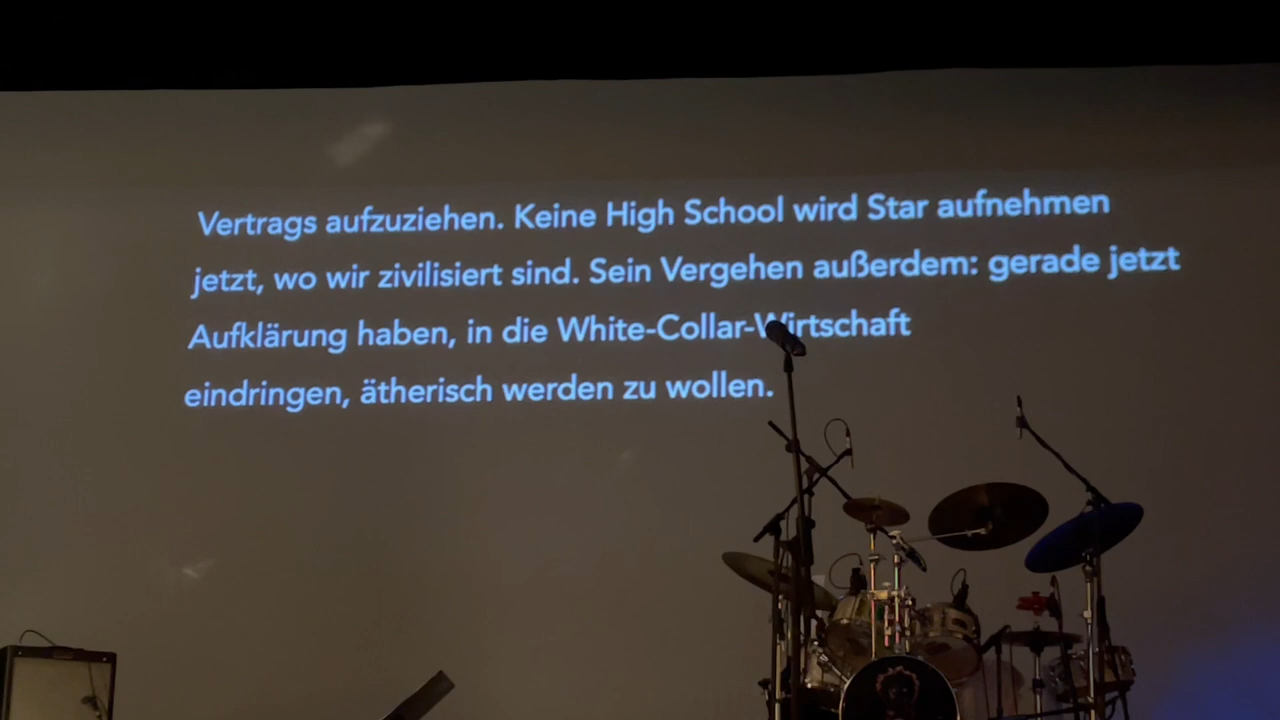 Vertrags aufzuziehen. Keine High School wird Star aufnehmen
jetzt, wo wir zivilisiert sind. Sein Vergehen außerdem: gerade jetzt
Aufklärung haben, in die White-Collar-Wirtschaft
eindringen, ätherisch werden zu wollen.